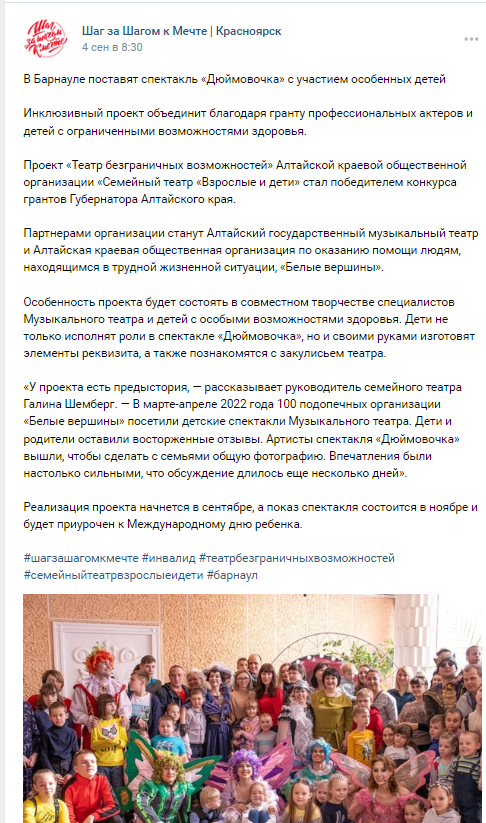 Шаг за шагом к Мечте
Шаг за Шагом к Мечте | Красноярск
4 сен в 8:30
В Барнауле поставят спектакль «Дюймовочка» с участием особенных детей
Инклюзивный проект объединит благодаря гранту профессиональных актеров и
детей с ограниченными возможностями здоровья.
Проект «Театр безграничных возможностей» Алтайской краевой общественной
организации «Семейный театр «Взрослые и дети» стал победителем конкурса
грантов Губернатора Алтайского края.
Партнерами организации станут Алтайский государственный музыкальный театр
и Алтайская краевая общественная организация по оказанию помощи людям,
находящимся в трудной жизненной ситуации, «Белые вершины».
Особенность проекта будет состоять в совместном творчестве специалистов
Музыкального театра и детей с особыми возможностями здоровья. Дети не
только исполнят роли в спектакле «Дюймовочка», но и своими руками изготовят
элементы реквизита, а также познакомятся с закулисьем театра.
«У проекта есть предыстория, — рассказывает руководитель семейного театра
Галина Шемберг. — В марте-апреле 2022 года 100 подопечных организации
«Белые вершины» посетили детские спектакли Музыкального театра. Дети и
родители оставили восторженные отзывы. Артисты спектакля «Дюймовочка»
вышли, чтобы сделать с семьями общую фотографию. Впечатления были
настолько сильными, что обсуждение длилось еще несколько дней».
Реализация проекта начнется в сентябре, а показ спектакля состоится в ноябре и
будет приурочен к Международному дню ребенка.
#шагзашагомкмечте #инвалид #театрбезграничныхвозможностей
#семейныйтеатрвзрослыеидети #барнаул